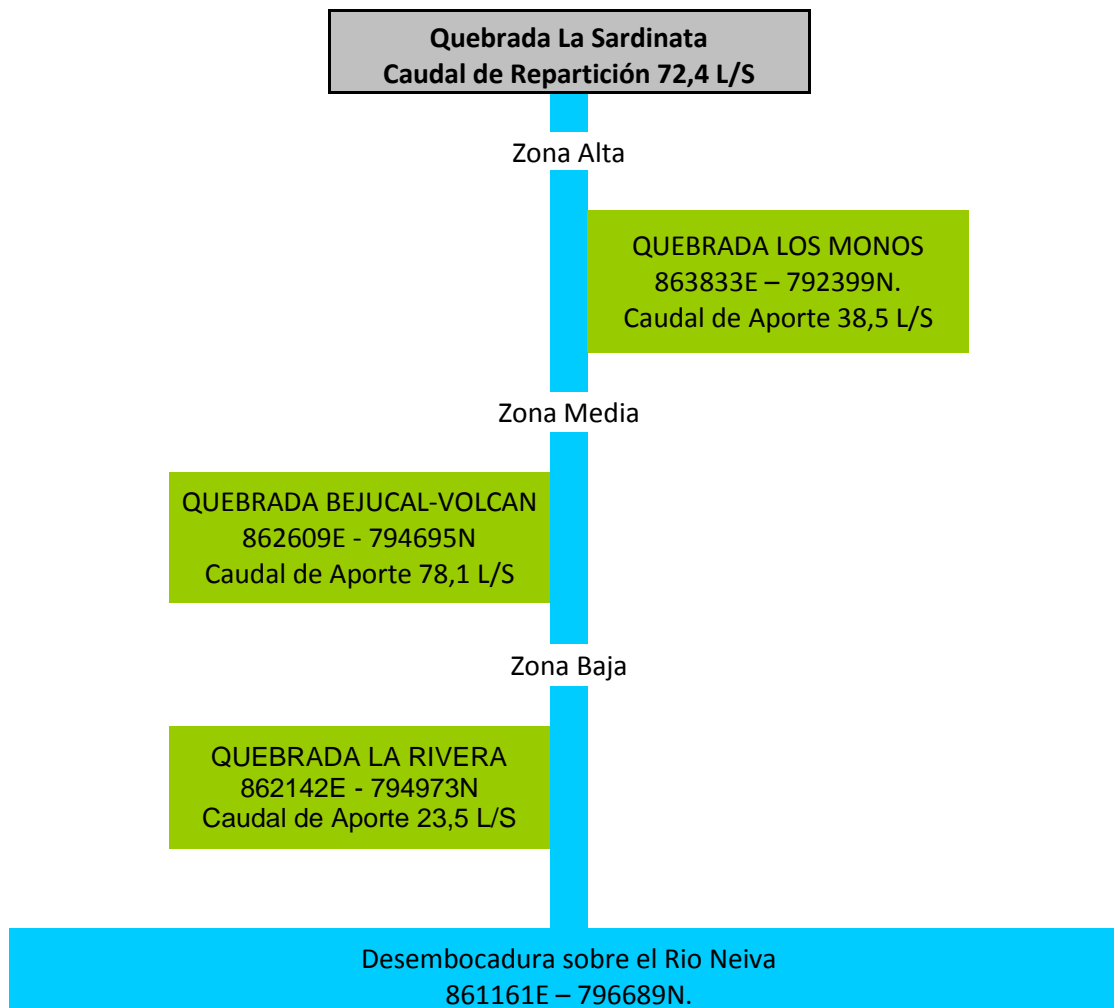 Quebrada La Sardinata
Caudal de Repartición 72,4 L/S
Zona Alta
QUEBRADA LOS MONOS
863833E – 792399N.
Caudal de Aporte 38,5 L/S
Zona Media
QUEBRADA BEJUCAL-VOLCAN
862609E - 794695N
Caudal de Aporte 78,1 L/S
Zona Baja
QUEBRADA LA RIVERA
862142E - 794973N
Caudal de Aporte 23,5 L/S
Desembocadura sobre el Rio Neiva
861161E – 796689N.